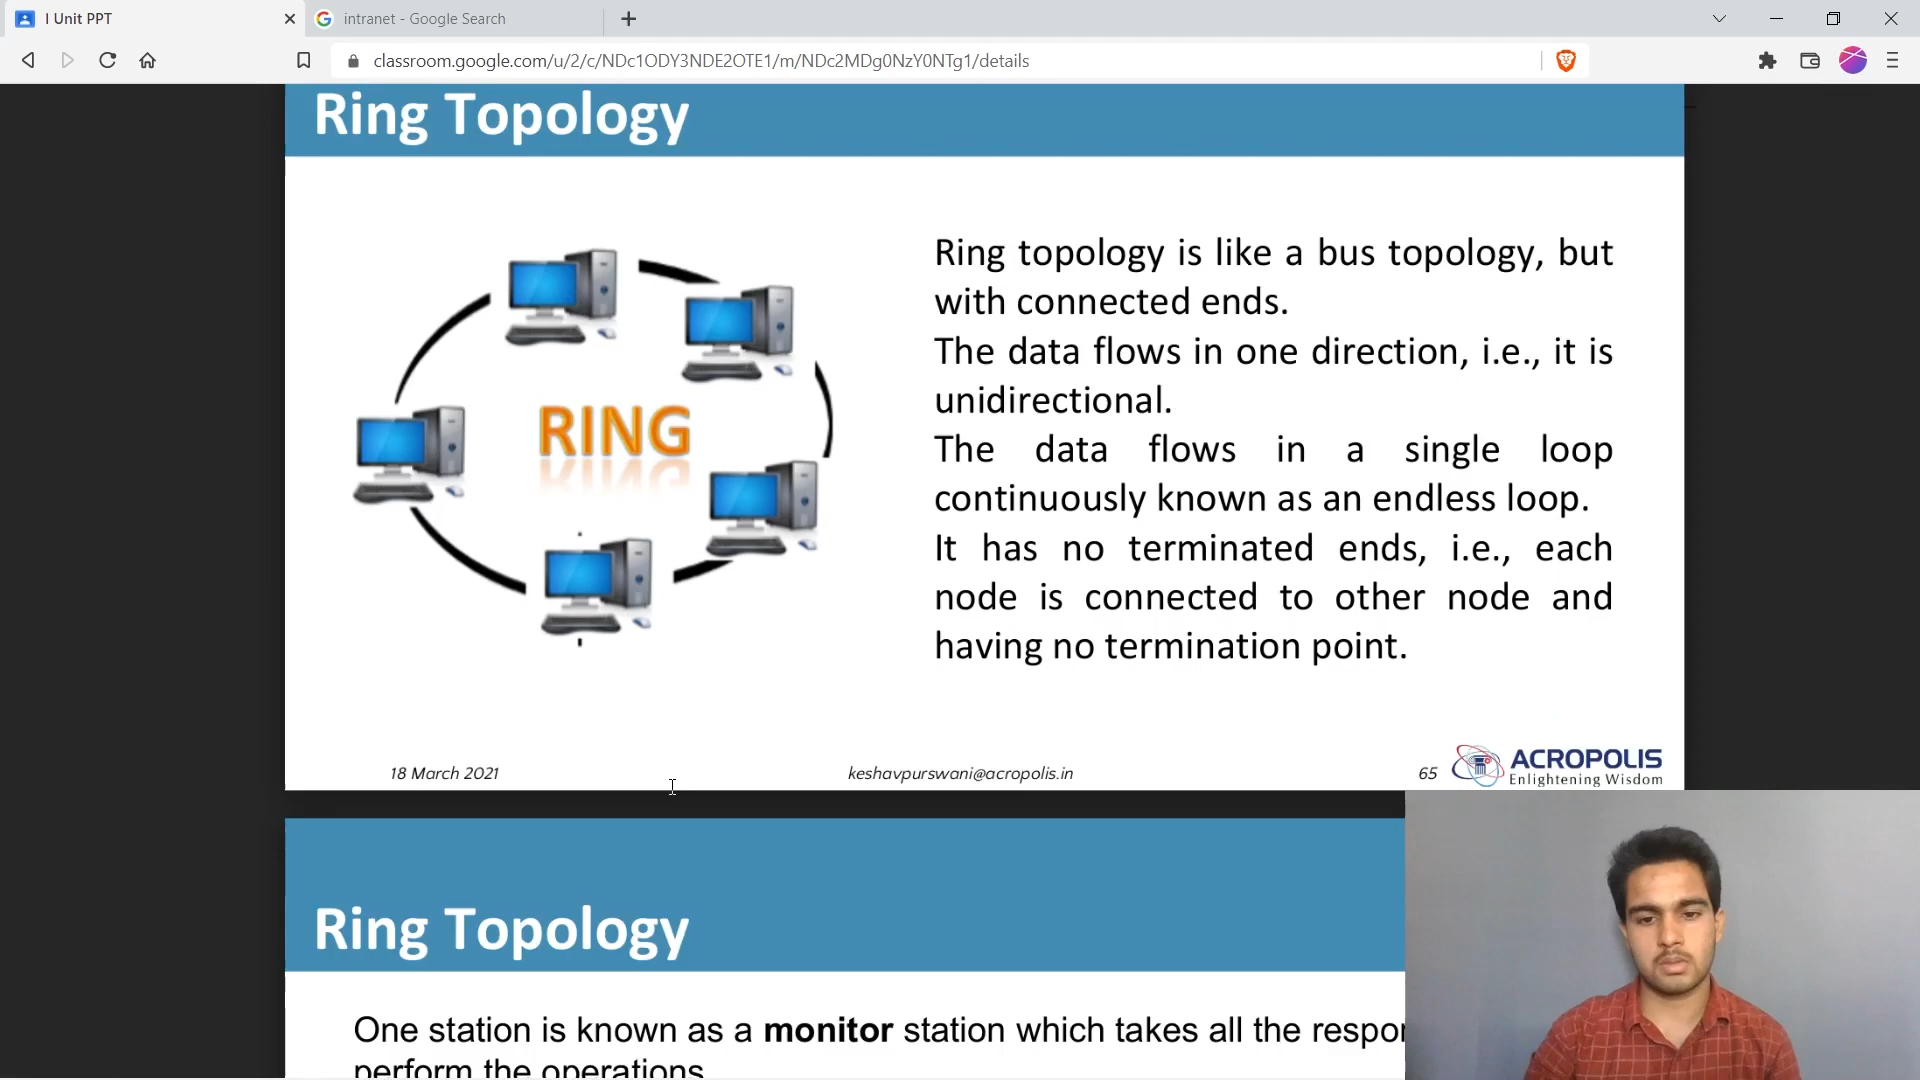 I Unit PPT
intranet - Google Search
classroom.google.com/u/2/c/NDc1ODY3NDE2OTE1/m/NDc2MDg0NzY0NTg1/details
Ring Topology
RING
Ring topology is like a bus topology, but
with connected ends.
The data flows in one direction, i.e., it is
unidirectional.
The data flows in a single loop
continuously known as an endless loop.
It has no terminated ends, i.e., each
node is connected to other node and
having no termination point.
18 March 2021
keshavpurswani@acropolis.in
65
ACROPOLIS
Enlightening Wisdom
Ring Topology
One station is known as a monitor station which takes all the respon
perform the operations